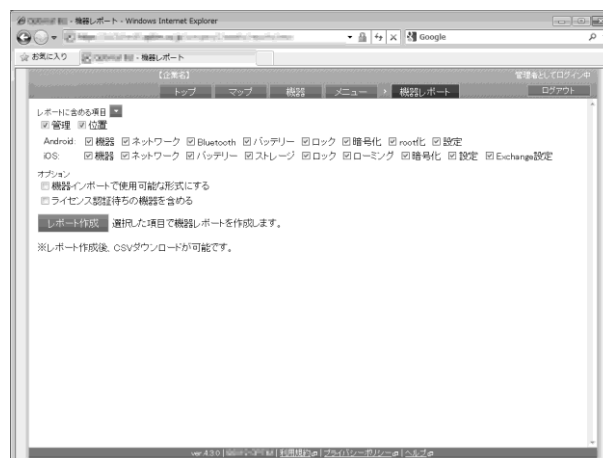 - 機器レポート - Windows Internet Explorer
Google
お気に入り - 機器レポート
【企業名】 管理者としてログイン中
トップ マップ 機器 メニュー 機器レポート ログアウト
レポートに含める項目
管理 位置
Android: 機器 ネットワーク Bluetooth バッテリー ロック 暗号化 root化 設定
iOS: 機器 ネットワーク バッテリー ストレージ ロック ローミング 暗号化 設定 Exchange設定
オプション
機器インポートで使用可能な形式にする
ライセンス認証待ちの機器を含める
レポート作成 選択した項目で機器レポートを作成します。
※レポート作成後、CSVダウンロードが可能です。
ver.4.3.0 | | 利用規約 | プライバシーポリシー | ヘルプ